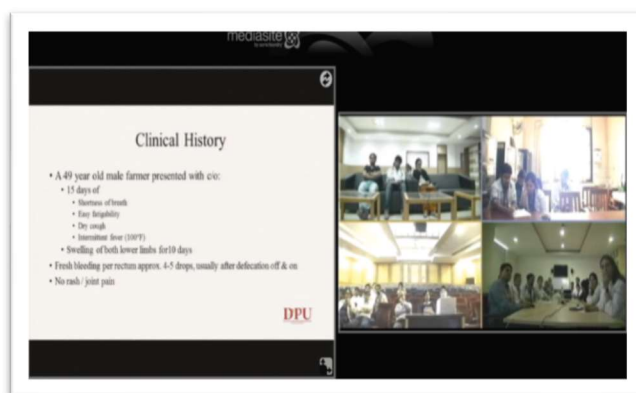 mediasite
Clinical History
• A 49 year old male farmer presented with c/o:
• 15 days of
• Shortness of breath
• Easy fatigability
• Dry cough
• Intermittent fever (100°F)
• Swelling of both lower limbs for10 days
• Fresh bleeding per rectum approx. 4-5 drops, usually after defecation off & on
• No rash / joint pain
DPU